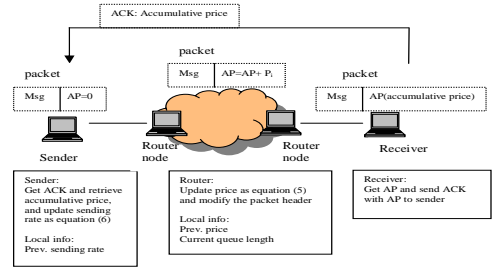 ACK: Accumulative price
packet
packet
packet
Msg AP=0
Msg AP=AP+ Pi
Msg AP(accumulative price)
Sender
Router
node
Router
node
Receiver
Sender:
Get ACK and retrieve
accumulative price,
and update sending
rate as equation (6)
Local info:
Prev. sending rate
Router:
Update price as equation (5)
and modify the packet header
Local info:
Prev. price
Current queue length
Receiver:
Get AP and send ACK
with AP to sender